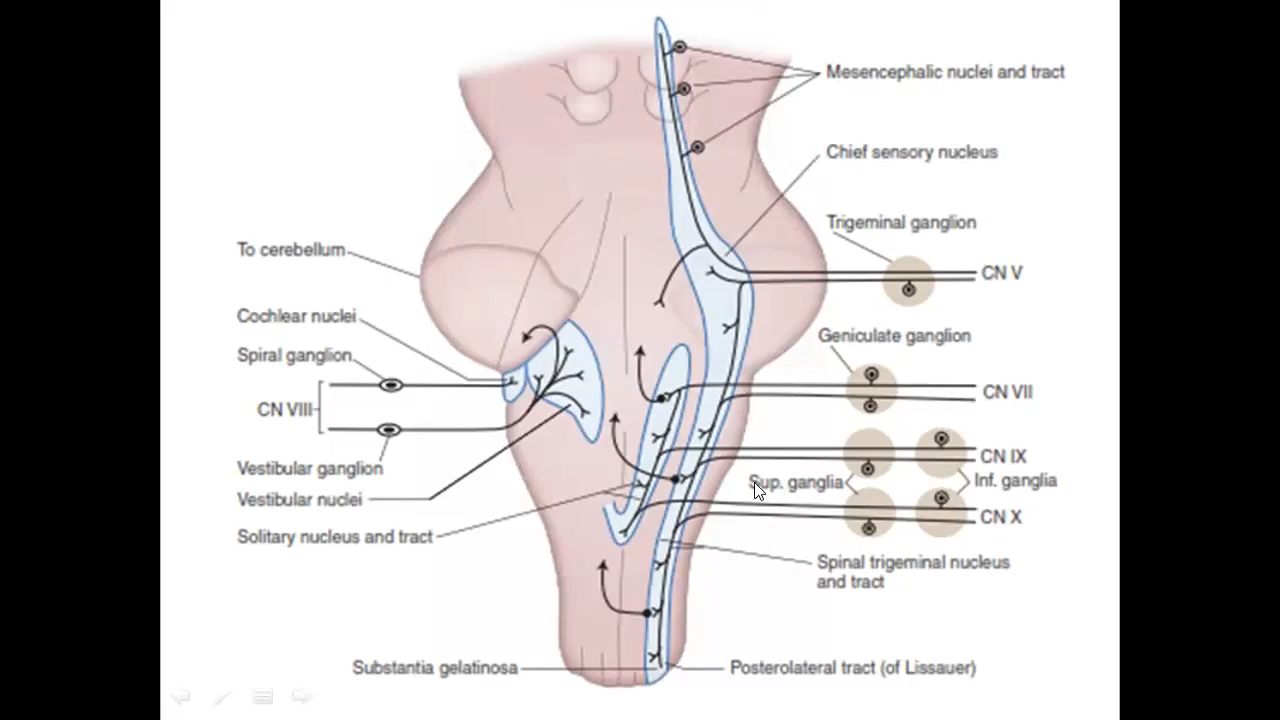 Mesencephalic nuclei and tract
Chief sensory nucleus
Trigeminal ganglion
To cerebellum
CN V
Cochlear nuclei
Geniculate ganglion
Spiral ganglion
CN VII
CN VIII
CN IX
Vestibular ganglion
Sup. ganglia
Inf. ganglia
Vestibular nuclei
CN X
Solitary nucleus and tract
Spinal trigeminal nucleus
and tract
Substantia gelatinosa
Posterolateral tract (of Lissauer)